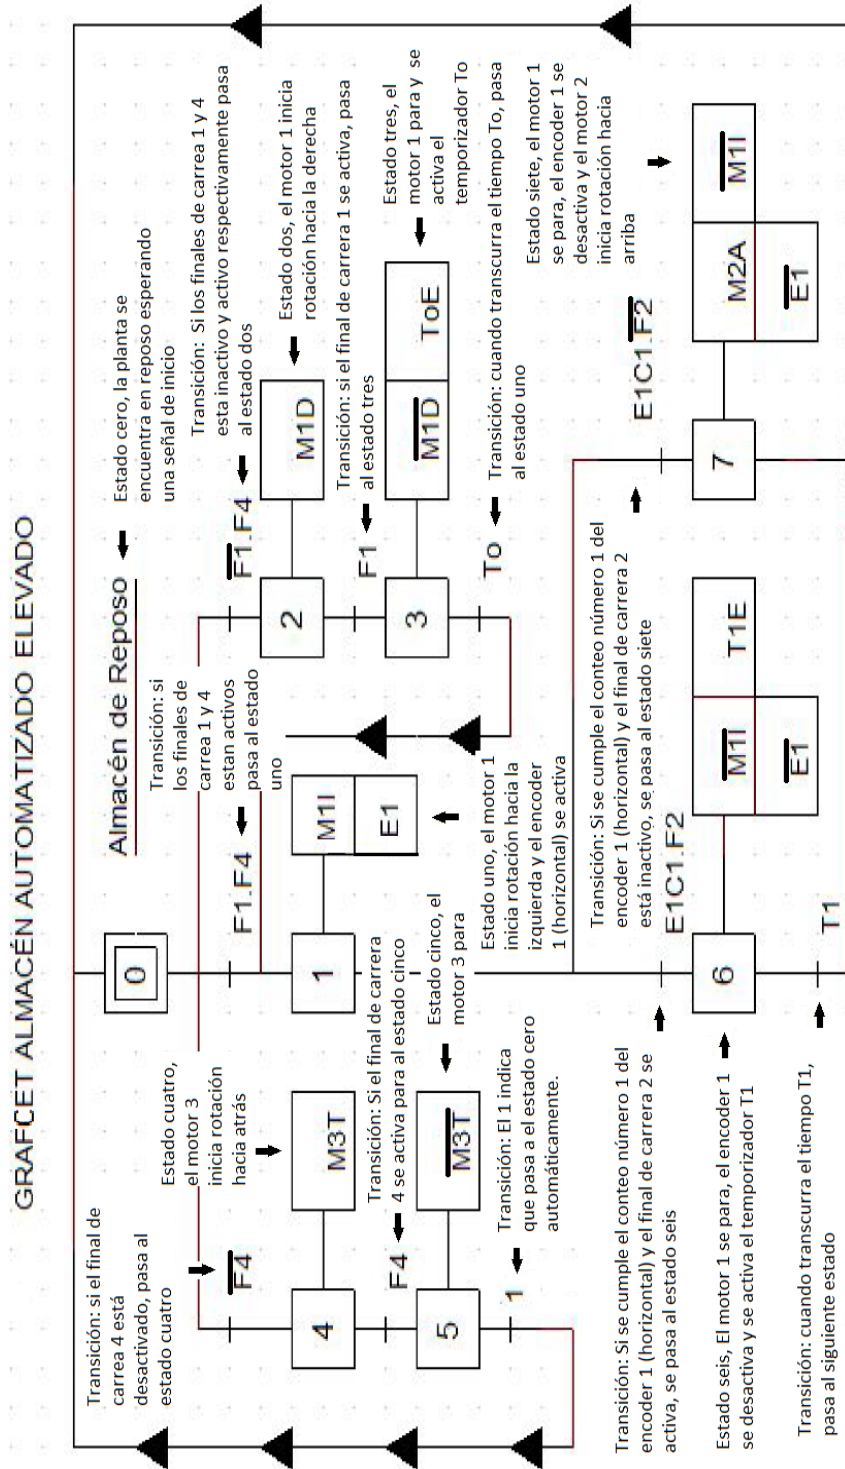 GRAFCET ALMACÉN AUTOMATIZADO ELEVADO
Almacén de Reposo
Estado cero, la planta se
encuentra en reposo esperando
una señal de inicio
0
Transición: si el final de
carrea 4 está
desactivado, pasa al
estado cuatro
F4
Estado cuatro,
el motor 3
inicia rotación
hacia atrás
F1.F4
Transición: si
los finales de
carrea 1 y 4
estan activos
pasa al estado
uno
F1.F4
Transición: Si los finales de carrea 1 y 4
esta inactivo y activo respectivamente pasa
al estado dos
4
M3T
1
M1I
E1
2
M1D
Estado dos, el motor 1 inicia
rotación hacia la derecha
F4
Transición: Si el final de carrera
4 se activa para al estado cinco
F1
Transición: si el final de carrera 1 se activa, pasa
al estado tres
5
M3T
Estado cinco, el
motor 3 para
Estado uno, el motor 1
inicia rotación hacia la
izquierda y el encoder
1 (horizontal) se activa
3
M1D
ToE
Estado tres, el
motor 1 para y se
activa el
temporizador To
1
Transición: El 1 indica
que pasa a el estado cero
automáticamente.
To
Transición: cuando transcurra el tiempo To, pasa
al estado uno
Transición: Si se cumple el conteo número 1 del
encoder 1 (horizontal) y el final de carrera 2 se
activa, se pasa al estado seis
E1C1.F2
Transición: Si se cumple el conteo número 1 del
encoder 1 (horizontal) y el final de carrera 2
está inactivo, se pasa al estado siete
E1C1.F2
Estado siete, el motor 1
se para, el encoder 1 se
desactiva y el motor 2
inicia rotación hacia
arriba
Estado seis, El motor 1 se para, el encoder 1
se desactiva y se activa el temporizador T1
6
M1I
T1E
E1
7
M2A
M1I
E1
Transición: cuando transcurra el tiempo T1,
pasa al siguiente estado
T1